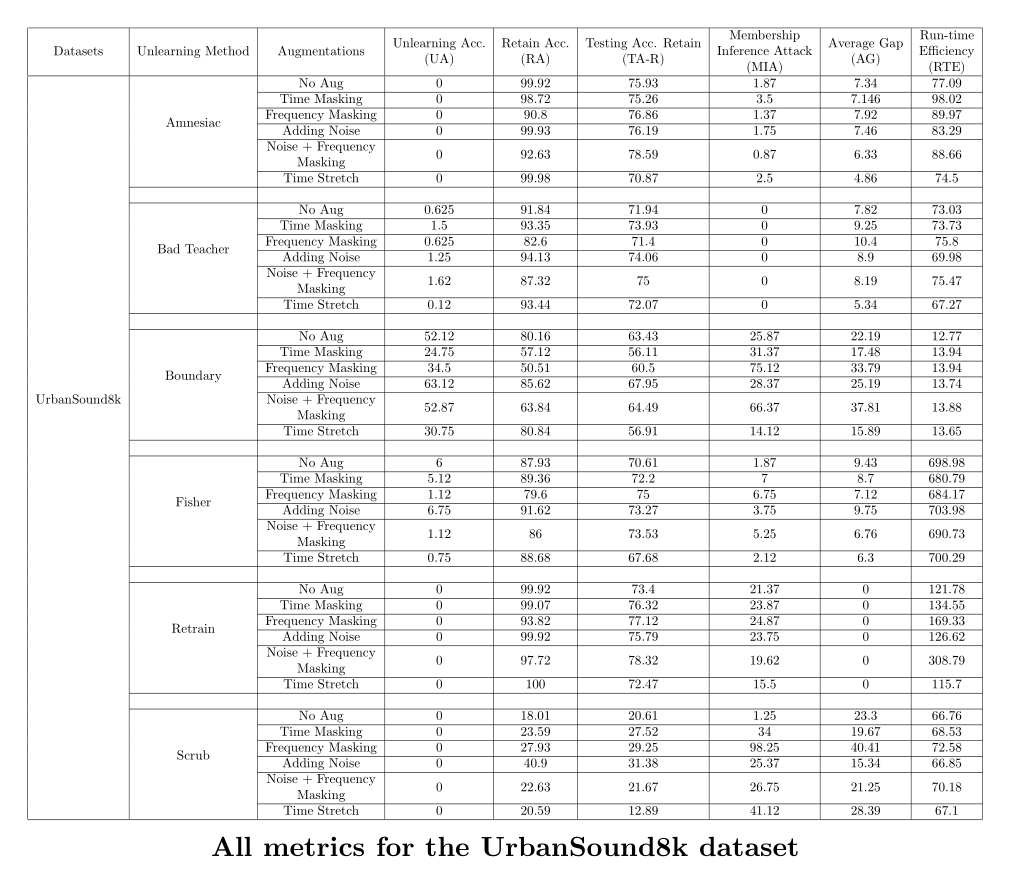 Datasets Unlearning Method Augmentations Unlearning Acc. (UA) Retain Acc. (RA) Testing Acc. Retain (TA-R) Membership Inference Attack (MIA) Average Gap (AG) Run-time Efficiency (RTE)
UrbanSound8k
Amnesiac
No Aug 0 99.92 75.93 1.87 7.34 77.09
Time Masking 0 98.72 75.26 3.5 7.146 98.02
Frequency Masking 0 90.8 76.86 1.37 7.92 89.97
Adding Noise 0 99.93 76.19 1.75 7.46 83.29
Noise + Frequency Masking 0 92.63 78.59 0.87 6.33 88.66
Time Stretch 0 99.98 70.87 2.5 4.86 74.5
Bad Teacher
No Aug 0.625 91.84 71.94 0 7.82 73.03
Time Masking 1.5 93.35 73.93 0 9.25 73.73
Frequency Masking 0.625 82.6 71.4 0 10.4 75.8
Adding Noise 1.25 94.13 74.06 0 8.9 69.98
Noise + Frequency Masking 1.62 87.32 75 0 8.19 75.47
Time Stretch 0.12 93.44 72.07 0 5.34 67.27
Boundary
No Aug 52.12 80.16 63.43 25.87 22.19 12.77
Time Masking 24.75 57.12 56.11 31.37 17.48 13.94
Frequency Masking 34.5 50.51 60.5 75.12 33.79 13.94
Adding Noise 63.12 85.62 67.95 28.37 25.19 13.74
Noise + Frequency Masking 52.87 63.84 64.49 66.37 37.81 13.88
Time Stretch 30.75 80.84 56.91 14.12 15.89 13.65
Fisher
No Aug 6 87.93 70.61 1.87 9.43 698.98
Time Masking 5.12 89.36 72.2 7 8.7 680.79
Frequency Masking 1.12 79.6 75 6.75 7.12 684.17
Adding Noise 6.75 91.62 73.27 3.75 9.75 703.98
Noise + Frequency Masking 1.12 86 73.53 5.25 6.76 690.73
Time Stretch 0.75 88.68 67.68 2.12 6.3 700.29
Retrain
No Aug 0 99.92 73.4 21.37 0 121.78
Time Masking 0 99.07 76.32 23.87 0 134.55
Frequency Masking 0 93.82 77.12 24.87 0 169.33
Adding Noise 0 99.92 75.79 23.75 0 126.62
Noise + Frequency Masking 0 97.72 78.32 19.62 0 308.79
Time Stretch 0 100 72.47 15.5 0 115.7
Scrub
No Aug 0 18.01 20.61 1.25 23.3 66.76
Time Masking 0 23.59 27.52 34 19.67 68.53
Frequency Masking 0 27.93 29.25 98.25 40.41 72.58
Adding Noise 0 40.9 31.38 25.37 15.34 66.85
Noise + Frequency Masking 0 22.63 21.67 26.75 21.25 70.18
Time Stretch 0 20.59 12.89 41.12 28.39 67.1
All metrics for the UrbanSound8k dataset